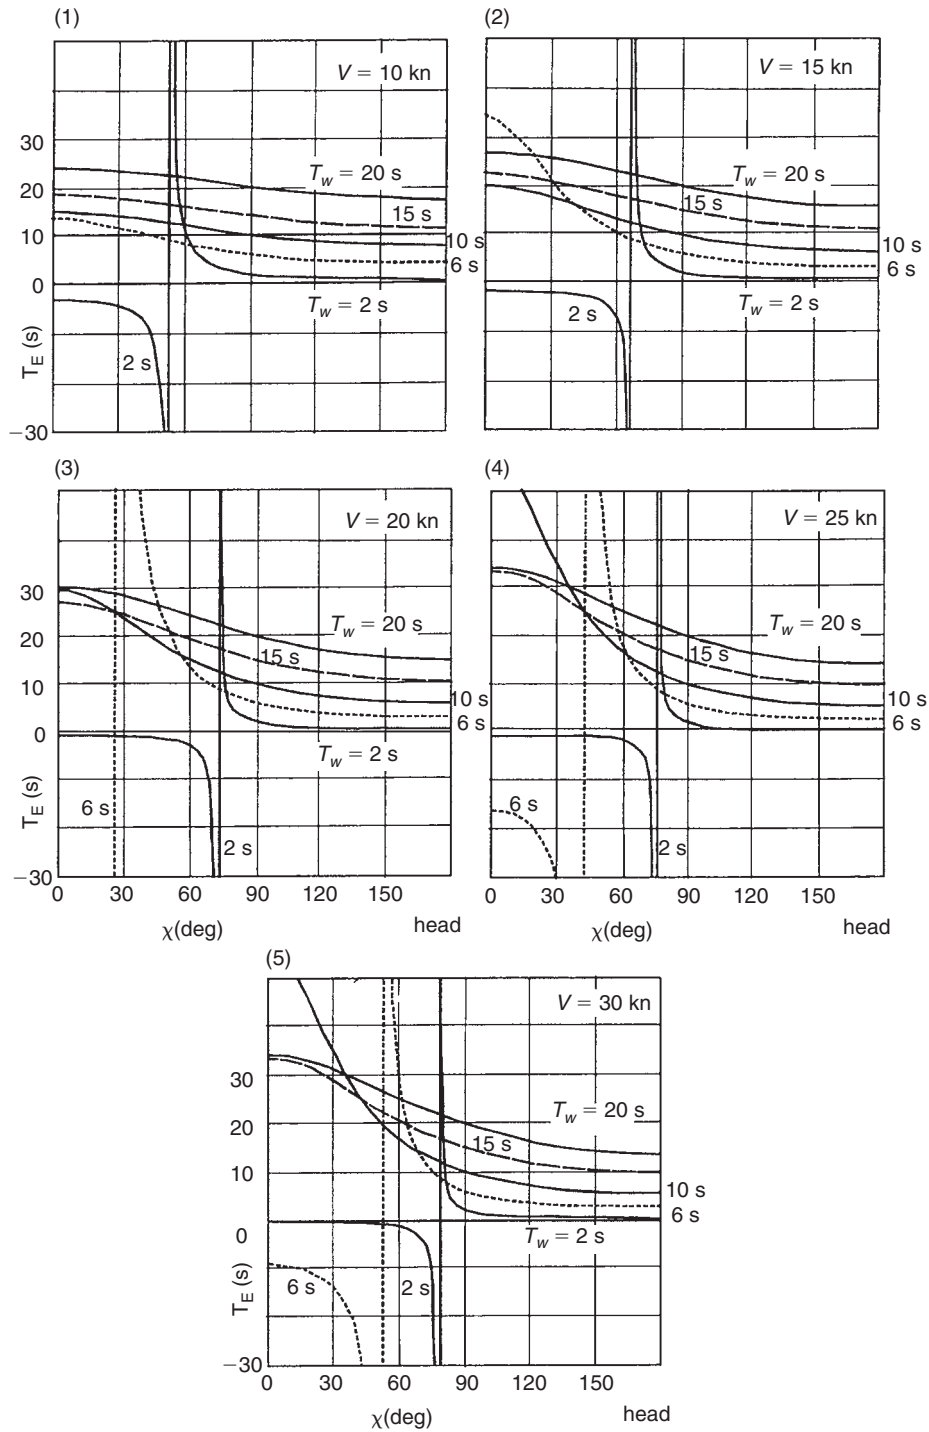 (1)
V = 10 kn
30
T_w = 20 s
20
15 s
10
10 s
6 s
0
T_w = 2 s
2 s
T_E (s)
−30
(2)
V = 15 kn
T_w = 20 s
15 s
10 s
6 s
T_w = 2 s
2 s
(3)
V = 20 kn
30
T_w = 20 s
20
15 s
10
10 s
6 s
0
T_w = 2 s
T_E (s)
6 s
2 s
−30
0 30 60 90 120 150
χ(deg) head
(4)
V = 25 kn
T_w = 20 s
15 s
10 s
6 s
6 s
2 s
0 30 60 90 120 150
χ(deg) head
(5)
V = 30 kn
30
T_w = 20 s
20
15 s
10
10 s
6 s
0
T_w = 2 s
T_E (s)
6 s
2 s
−30
0 30 60 90 120 150
χ(deg) head